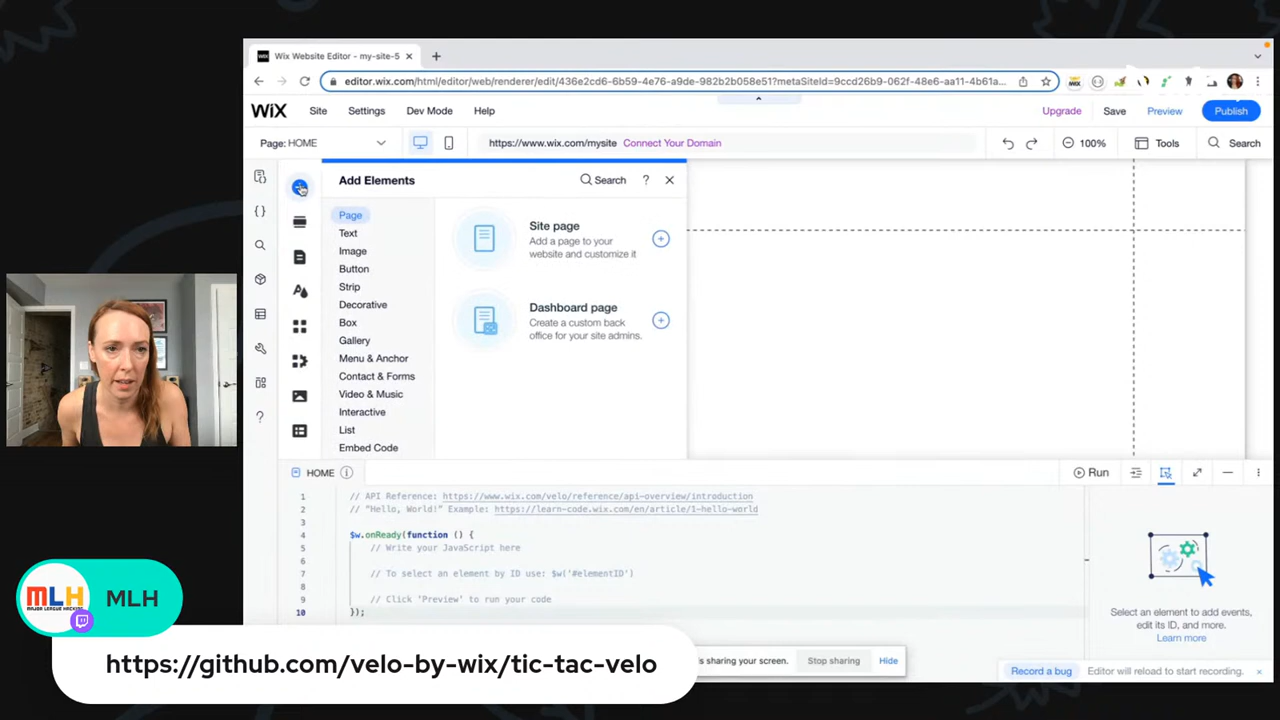 WIX Wix Website Editor - my-site-5
editor.wix.com/html/editor/web/renderer/edit/436e2cd6-6b59-4e76-a9de-982b2b058e51?metaSiteId=9ccd26b9-062f-48e6-aa11-4b61a...
WiX Site Settings Dev Mode Help Upgrade Save Preview Publish
Page: HOME https://www.wix.com/mysite Connect Your Domain 100% Tools Search
Add Elements Search ?
Page
Text
Image
Button
Strip
Decorative
Box
Gallery
Menu & Anchor
Contact & Forms
Video & Music
Interactive
List
Embed Code
Site page
Add a page to your
website and customize it
Dashboard page
Create a custom back
office for your site admins.
HOME Run
1 // API Reference: https://www.wix.com/velo/reference/api-overview/introduction
2 // "Hello, World!" Example: https://learn-code.wix.com/en/article/1-hello-world
3
4 $w.onReady(function () {
5 // Write your JavaScript here
6
7 // To select an element by ID use: $w('#elementID')
8
9 // Click 'Preview' to run your code
10 });
Select an element to add events,
edit its ID, and more.
Learn more
s sharing your screen. Stop sharing Hide
Record a bug Editor will reload to start recording.
MLH
MAJOR LEAGUE HACKING
MLH
https://github.com/velo-by-wix/tic-tac-velo